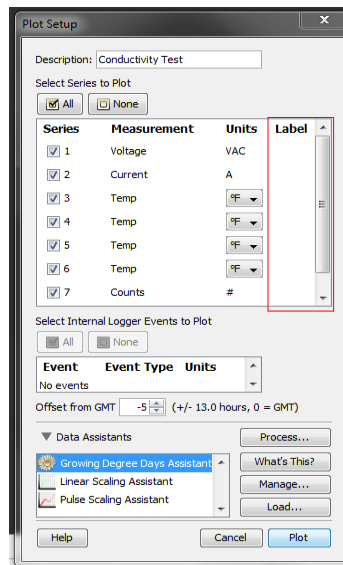 Plot Setup
x
Description: Conductivity Test
Select Series to Plot
All None
Series Measurement Units Label
1 Voltage VAC
2 Current A
3 Temp °F
4 Temp °F
5 Temp °F
6 Temp °F
7 Counts #
Select Internal Logger Events to Plot
All None
Event Event Type Units
No events
Offset from GMT -5 (+/- 13.0 hours, 0 = GMT)
Data Assistants Process...
Growing Degree Days Assistant What's This?
Linear Scaling Assistant Manage...
Pulse Scaling Assistant Load...
Help Cancel Plot